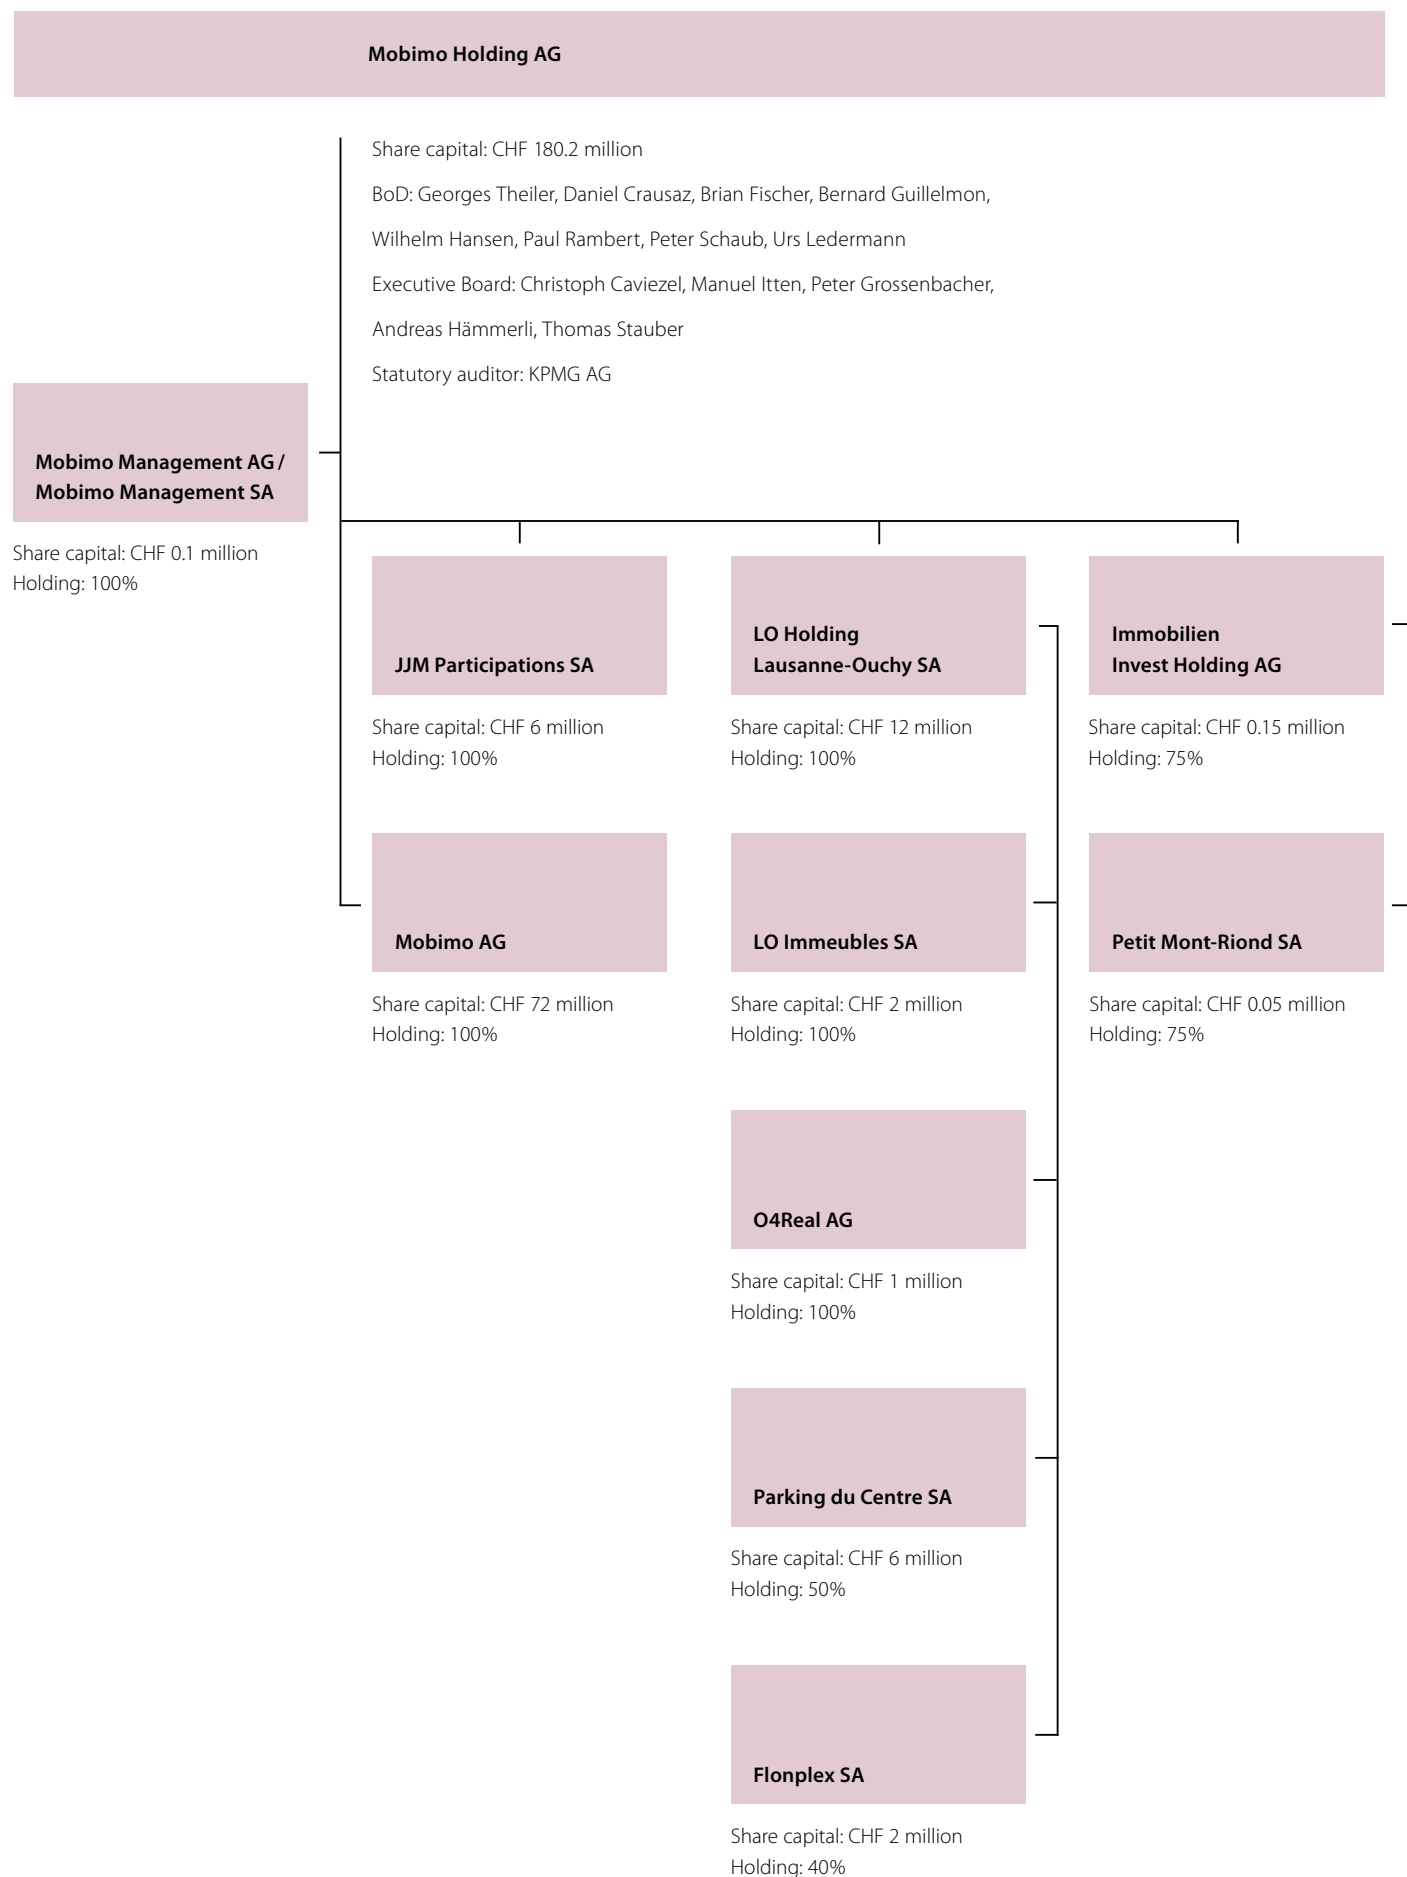 Mobimo Holding AG
Share capital: CHF 180.2 million
BoD: Georges Theiler, Daniel Crausaz, Brian Fischer, Bernard Guillelmon,
Wilhelm Hansen, Paul Rambert, Peter Schaub, Urs Ledermann
Executive Board: Christoph Caviezel, Manuel Itten, Peter Grossenbacher,
Andreas Hämmerli, Thomas Stauber
Statutory auditor: KPMG AG
Mobimo Management AG /
Mobimo Management SA
Share capital: CHF 0.1 million
Holding: 100%
JJM Participations SA
Share capital: CHF 6 million
Holding: 100%
LO Holding
Lausanne-Ouchy SA
Share capital: CHF 12 million
Holding: 100%
Immobilien
Invest Holding AG
Share capital: CHF 0.15 million
Holding: 75%
Mobimo AG
Share capital: CHF 72 million
Holding: 100%
LO Immeubles SA
Share capital: CHF 2 million
Holding: 100%
Petit Mont-Riond SA
Share capital: CHF 0.05 million
Holding: 75%
O4Real AG
Share capital: CHF 1 million
Holding: 100%
Parking du Centre SA
Share capital: CHF 6 million
Holding: 50%
Flonplex SA
Share capital: CHF 2 million
Holding: 40%